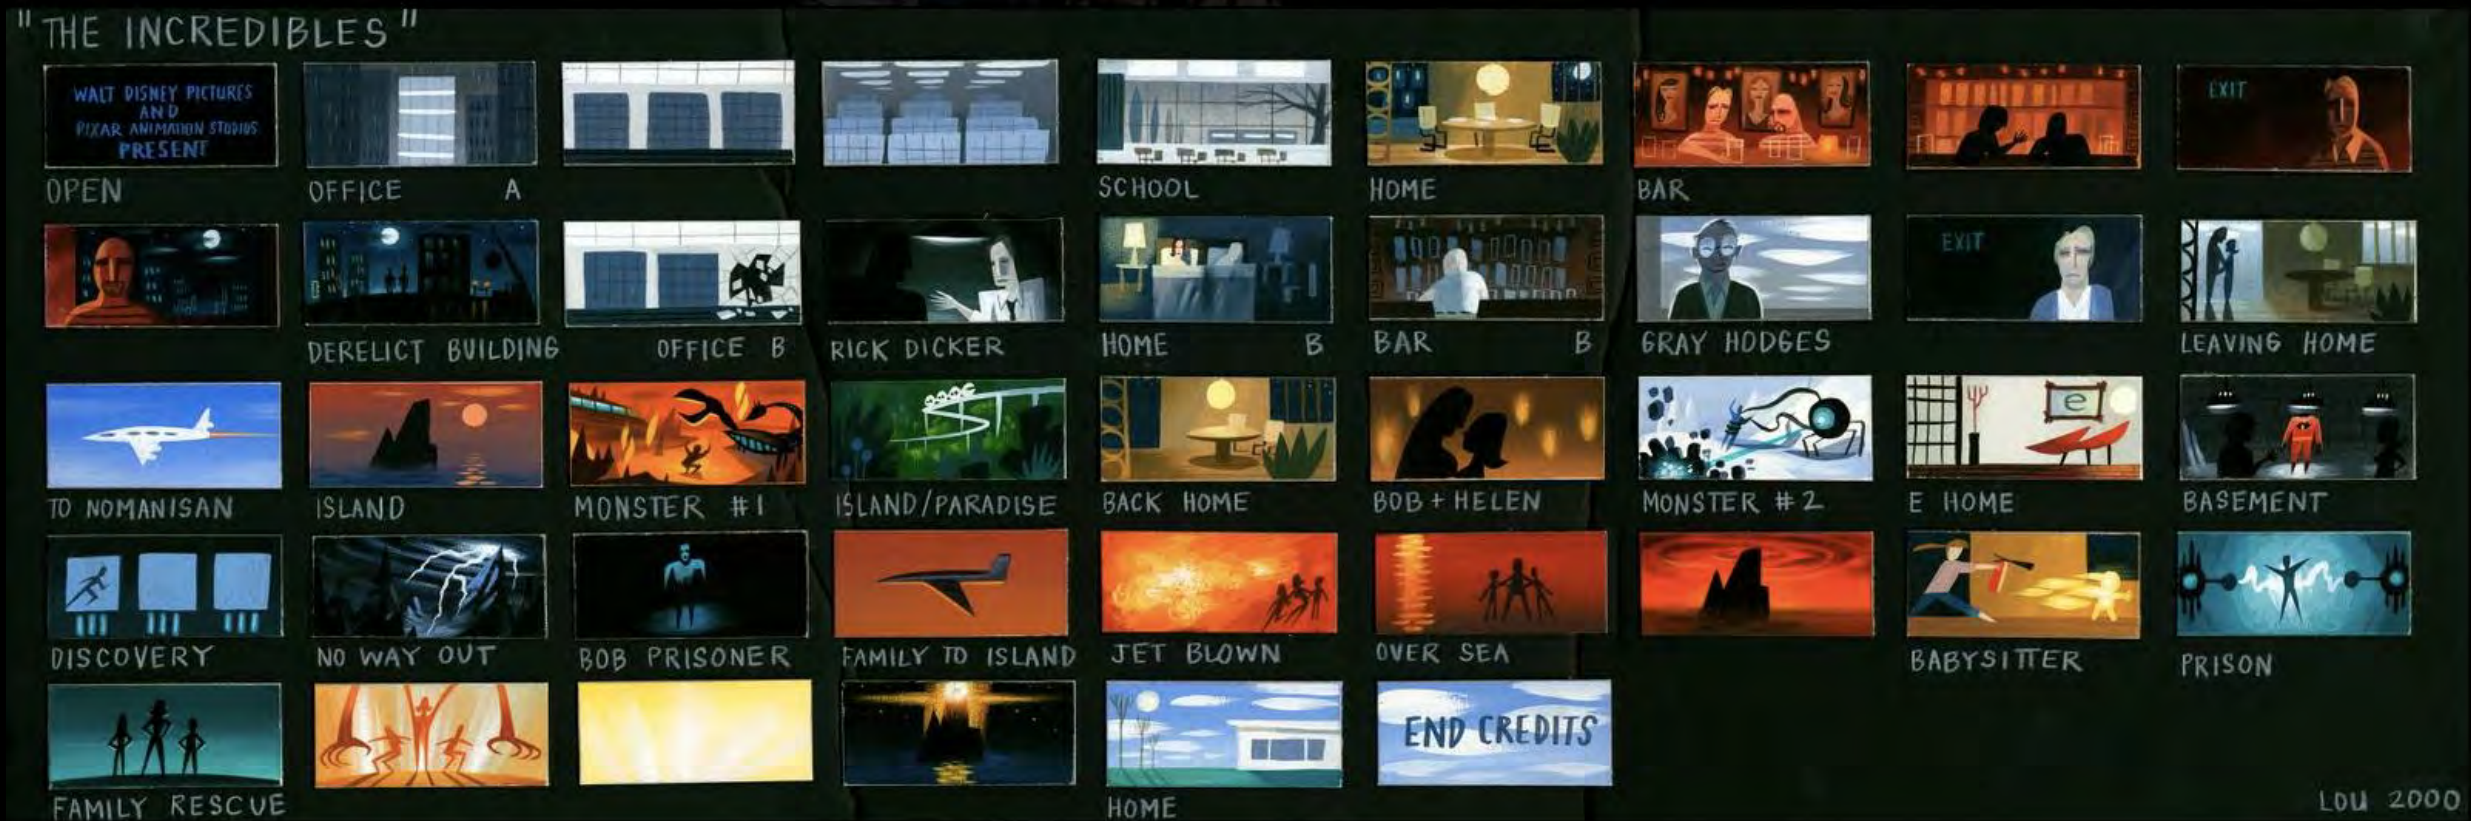 "THE INCREDIBLES"
WALT DISNEY PICTURES
AND
PIXAR ANIMATION STUDIOS
PRESENT
EXIT
OPEN
OFFICE A
SCHOOL
HOME
BAR
EXIT
DERELICT BUILDING
OFFICE B
RICK DICKER
HOME B
BAR B
GRAY HODGES
LEAVING HOME
e
TO NOMANISAN
ISLAND
MONSTER #1
ISLAND/PARADISE
BACK HOME
BOB + HELEN
MONSTER #2
E HOME
BASEMENT
DISCOVERY
NO WAY OUT
BOB PRISONER
FAMILY TO ISLAND
JET BLOWN
OVER SEA
BABYSITTER
PRISON
END CREDITS
FAMILY RESCUE
HOME
LOU 2000